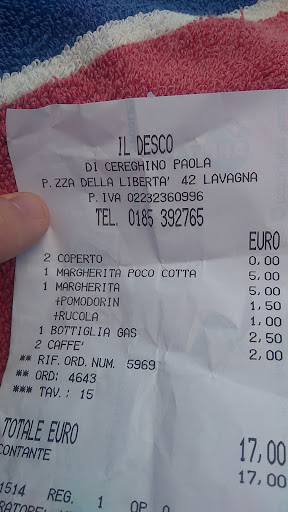 IL DESCO
DI CEREGHINO PAOLA
P.ZZA DELLA LIBERTA' 42 LAVAGNA
P.IVA 02232360996
TEL. 0185 392765
EURO
2 COPERTO 0,00
1 MARGHERITA POCO COTTA 5,00
1 MARGHERITA 5,00
+POMODORIN 1,50
+RUCOLA 1,00
1 BOTTIGLIA GAS 2,50
2 CAFFE' 2,00
** RIF.ORD.NUM. 5969
** ORD: 4643
*** TAV.: 15
TOTALE EURO 17,00
CONTANTE 17,00
1514 REG. 1 OP 0